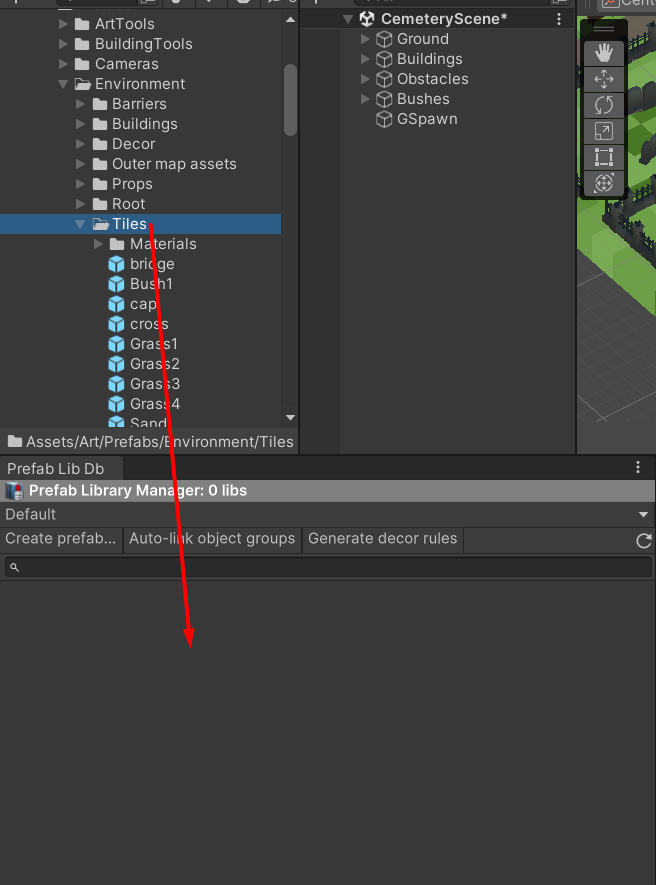 ArtTools
BuildingTools
Cameras
Environment
Barriers
Buildings
Decor
Outer map assets
Props
Root
Tiles
Materials
bridge
Bush1
cap
cross
Grass1
Grass2
Grass3
Grass4
Sand
Assets/Art/Prefabs/Environment/Tiles
CemeteryScene*
Ground
Buildings
Obstacles
Bushes
GSpawn
Prefab Lib Db
Prefab Library Manager: 0 libs
Default
Create prefab... Auto-link object groups Generate decor rules